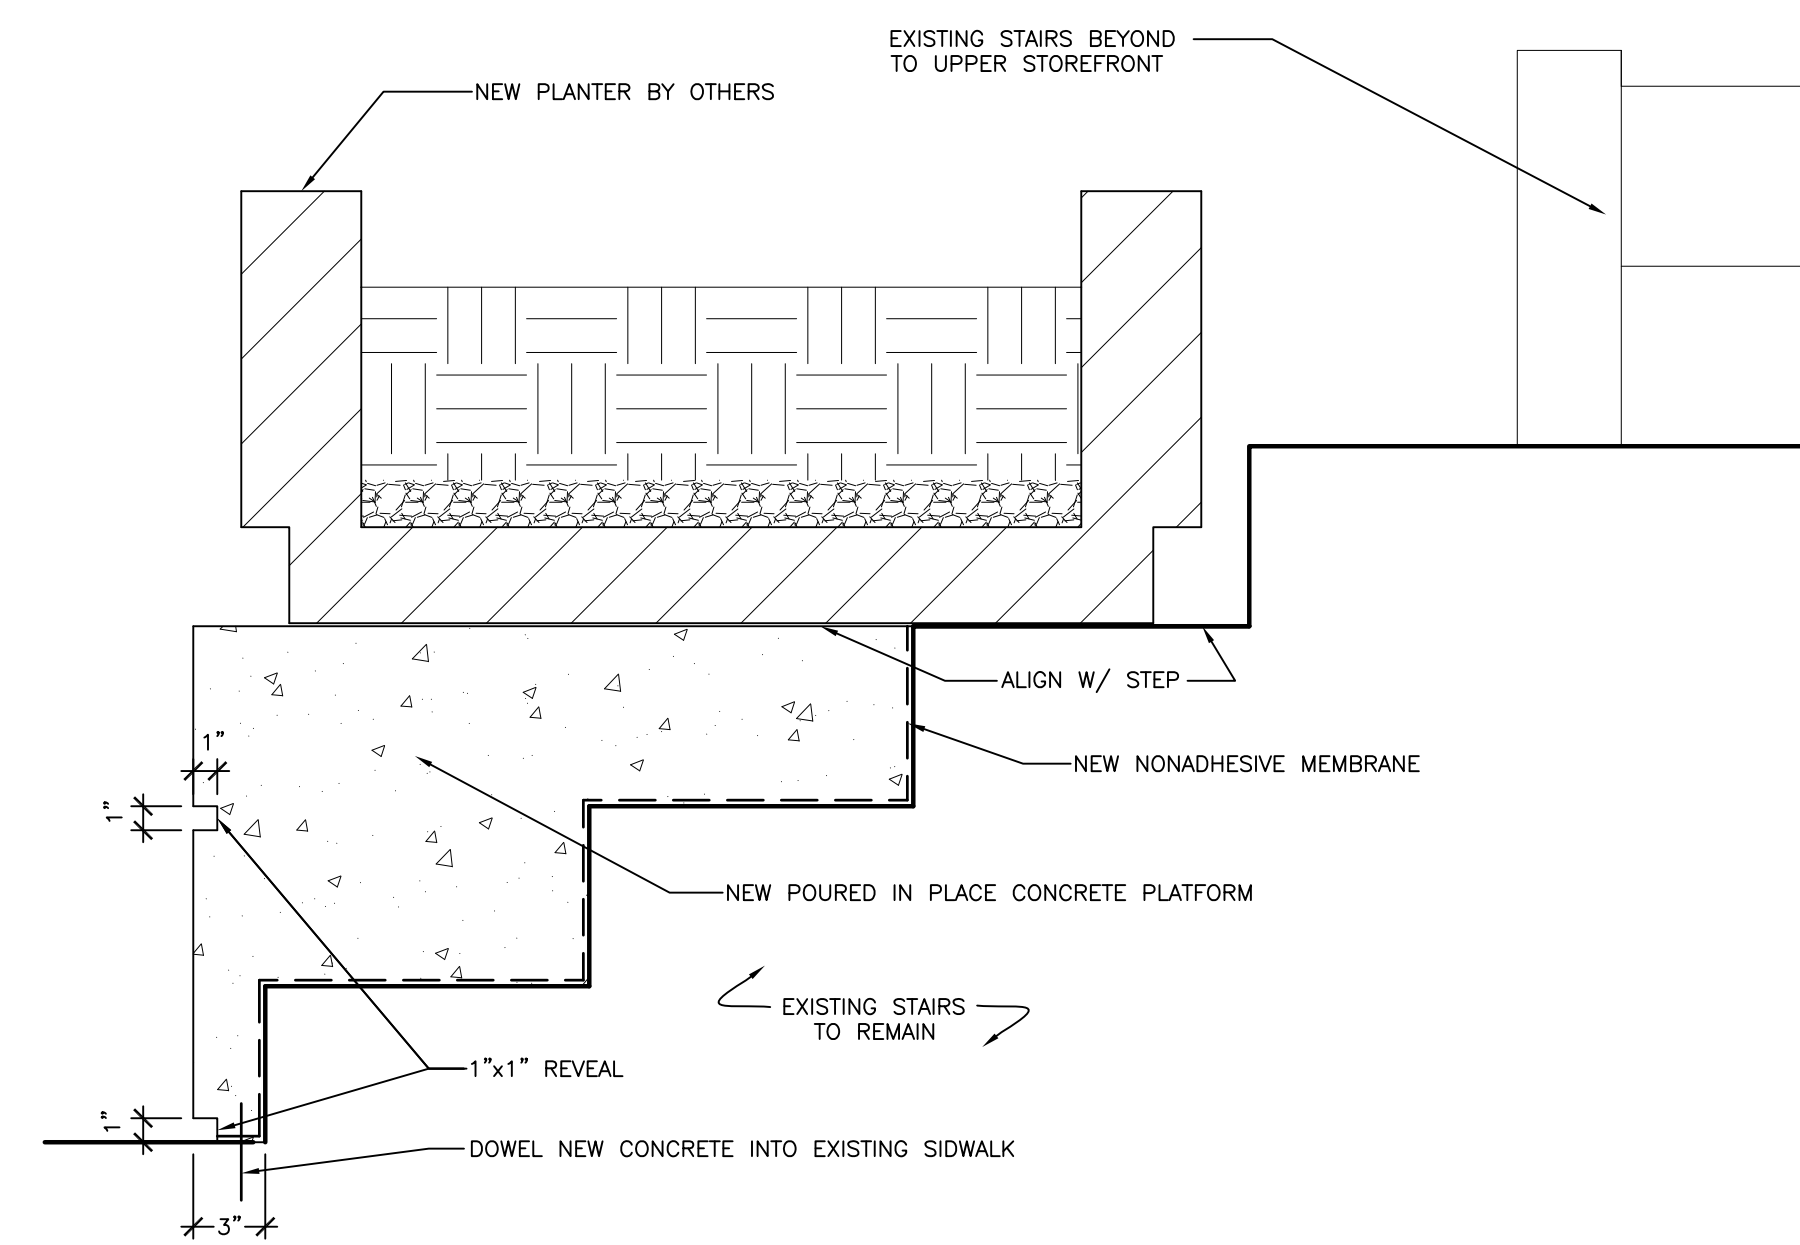 EXISTING STAIRS BEYOND
TO UPPER STOREFRONT
NEW PLANTER BY OTHERS
ALIGN W/ STEP
1"
NEW NONADHESIVE MEMBRANE
1"
NEW POURED IN PLACE CONCRETE PLATFORM
EXISTING STAIRS
TO REMAIN
1"x1" REVEAL
1"
DOWEL NEW CONCRETE INTO EXISTING SIDWALK
3"